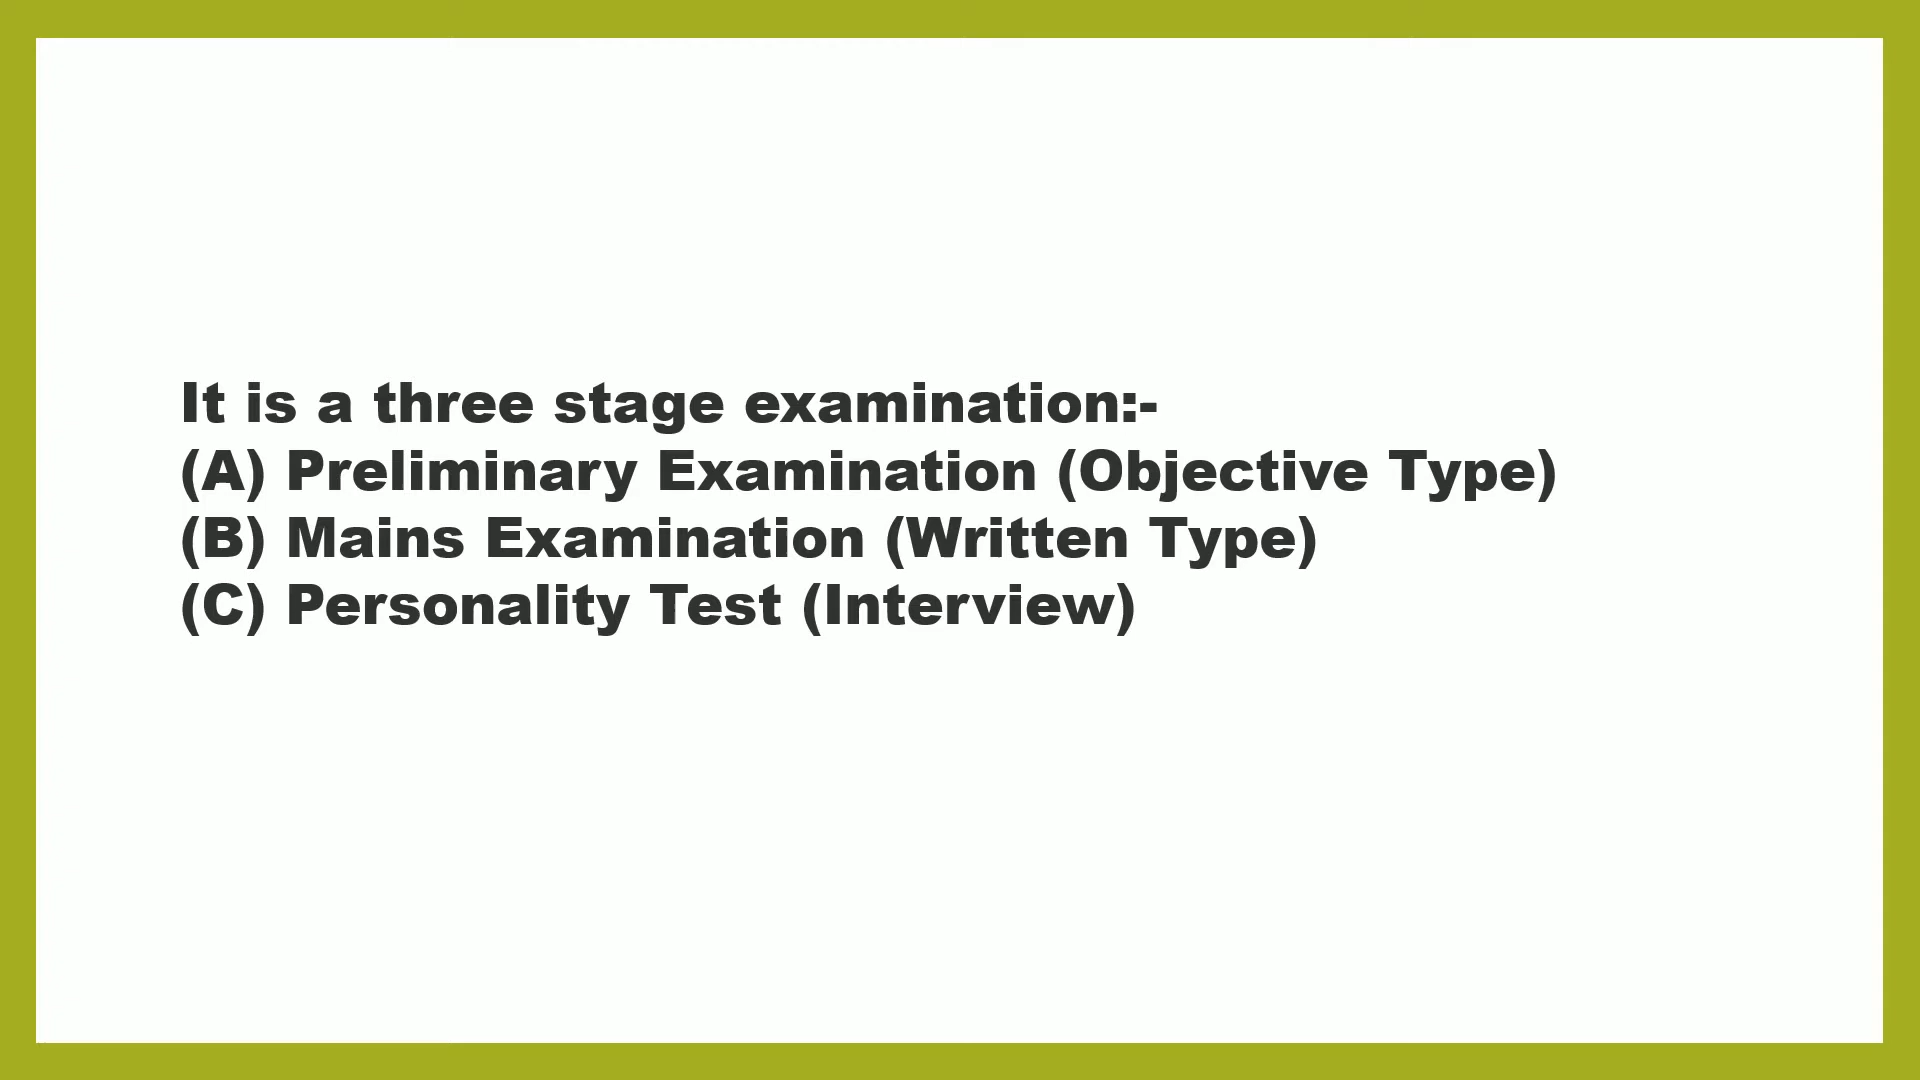 It is a three stage examination:-
(A) Preliminary Examination (Objective Type)
(B) Mains Examination (Written Type)
(C) Personality Test (Interview)